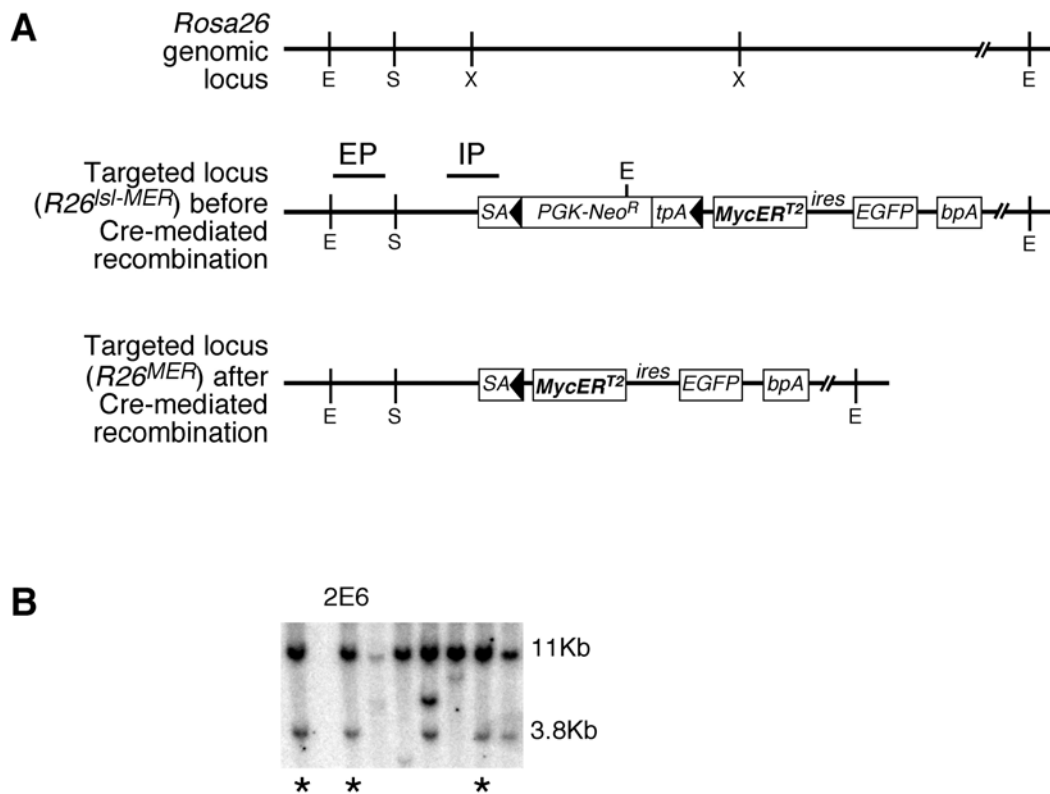 A
Rosa26
genomic
locus
E S X X E
Targeted locus
(R26lsl-MER) before
Cre-mediated
recombination
EP IP
E
SA PGK-NeoR tpA MycERT2 ires EGFP bpA
E S E
Targeted locus
(R26MER) after
Cre-mediated
recombination
SA MycERT2 ires EGFP bpA
E S E
B
2E6
11Kb
3.8Kb
* * *